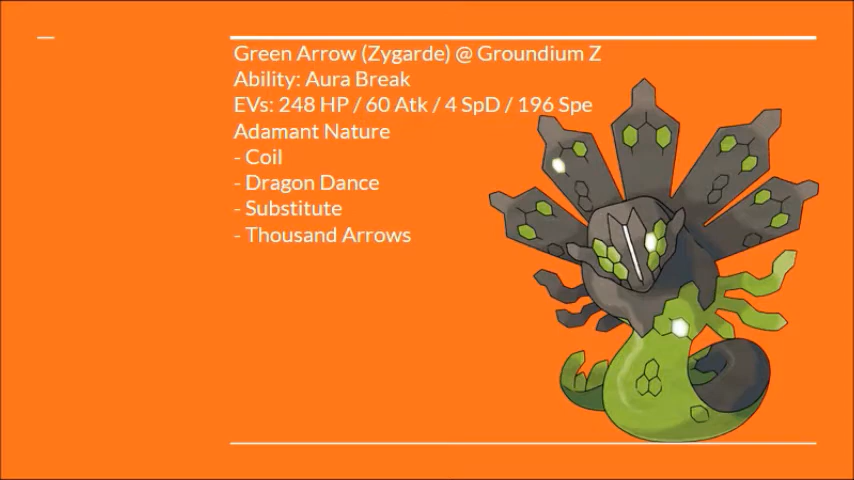 Green Arrow (Zygarde) @ Groundium Z
Ability: Aura Break
EVs: 248 HP / 60 Atk / 4 SpD / 196 Spe
Adamant Nature
- Coil
- Dragon Dance
- Substitute
- Thousand Arrows